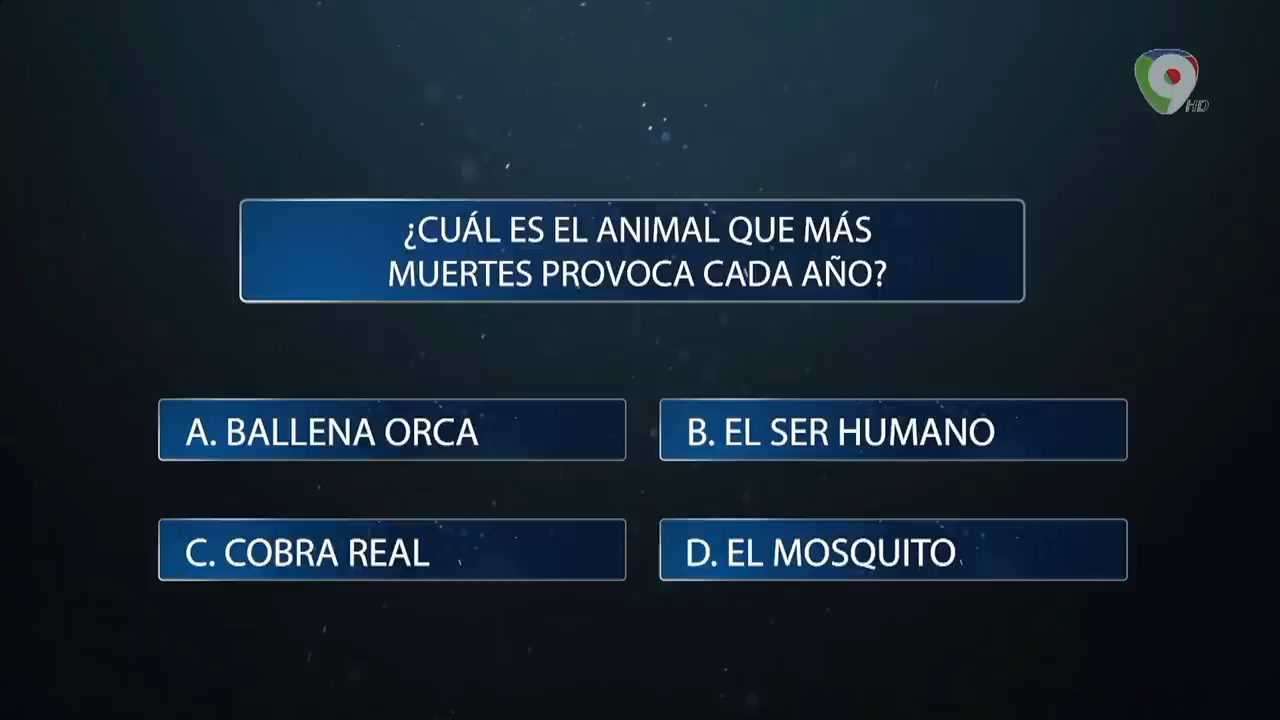 9
HD
¿CUÁL ES EL ANIMAL QUE MÁS
MUERTES PROVOCA CADA AÑO?
A. BALLENA ORCA
B. EL SER HUMANO
C. COBRA REAL
D. EL MOSQUITO